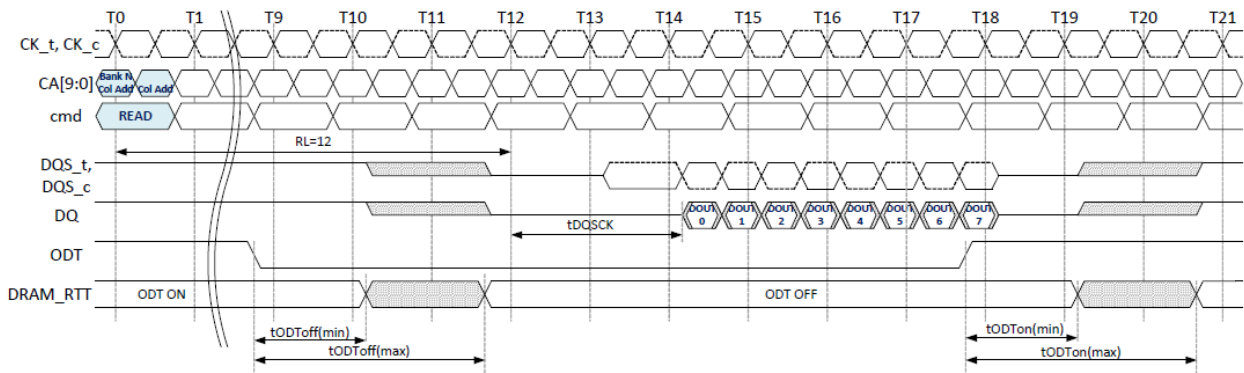 T0 T1 T9 T10 T11 T12 T13 T14 T15 T16 T17 T18 T19 T20 T21
CK_t, CK_c
CA[9:0] Bank N Col Add Col Add
cmd READ
RL=12
DQS_t,
DQS_c
DQ DOUT 0 DOUT 1 DOUT 2 DOUT 3 DOUT 4 DOUT 5 DOUT 6 DOUT 7
tDQSCK
ODT
DRAM_RTT ODT ON ODT OFF
tODToff(min) tODTon(min)
tODToff(max) tODTon(max)